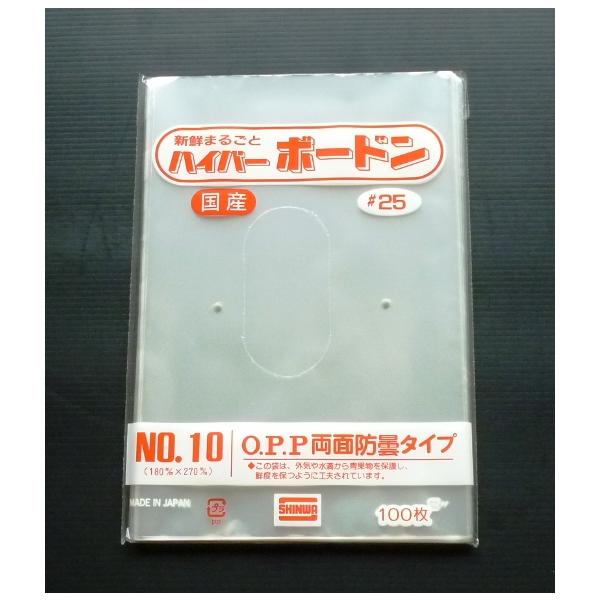 新鮮まるごと
ハイパー ボードン
国産
#25
NO.10
(180㎜×270㎜)
O.P.P両面防曇タイプ
◆この袋は、外気や水滴から青果物を保護し、
鮮度を保つように工夫されています。
MADE IN JAPAN
プラ
SHINWA
100枚